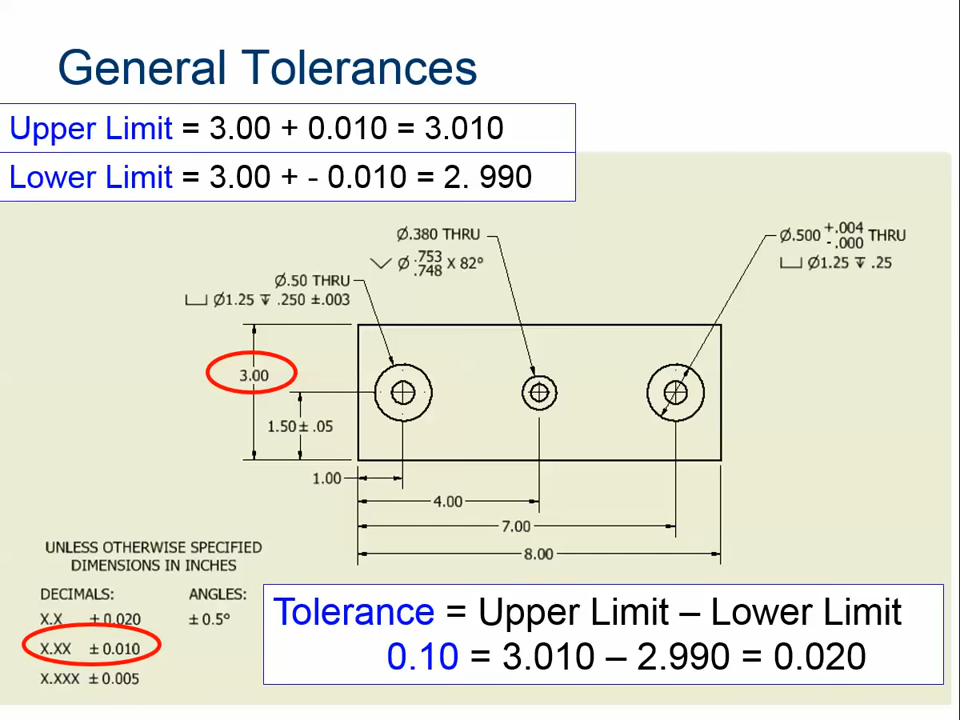 General Tolerances
Upper Limit = 3.00 + 0.010 = 3.010
Lower Limit = 3.00 + - 0.010 = 2. 990
Ø.380 THRU
⌵ Ø .753 X 82°
.748
Ø.500 +.004 THRU
-.000
⌴ Ø1.25 ↧ .25
Ø.50 THRU
⌴ Ø1.25 ↧ .250 ±.003
3.00
1.50 ± .05
1.00
4.00
7.00
8.00
UNLESS OTHERWISE SPECIFIED
DIMENSIONS IN INCHES
DECIMALS: ANGLES:
X.X ± 0.020 ± 0.5°
X.XX ± 0.010
X.XXX ± 0.005
Tolerance = Upper Limit – Lower Limit
0.10 = 3.010 – 2.990 = 0.020